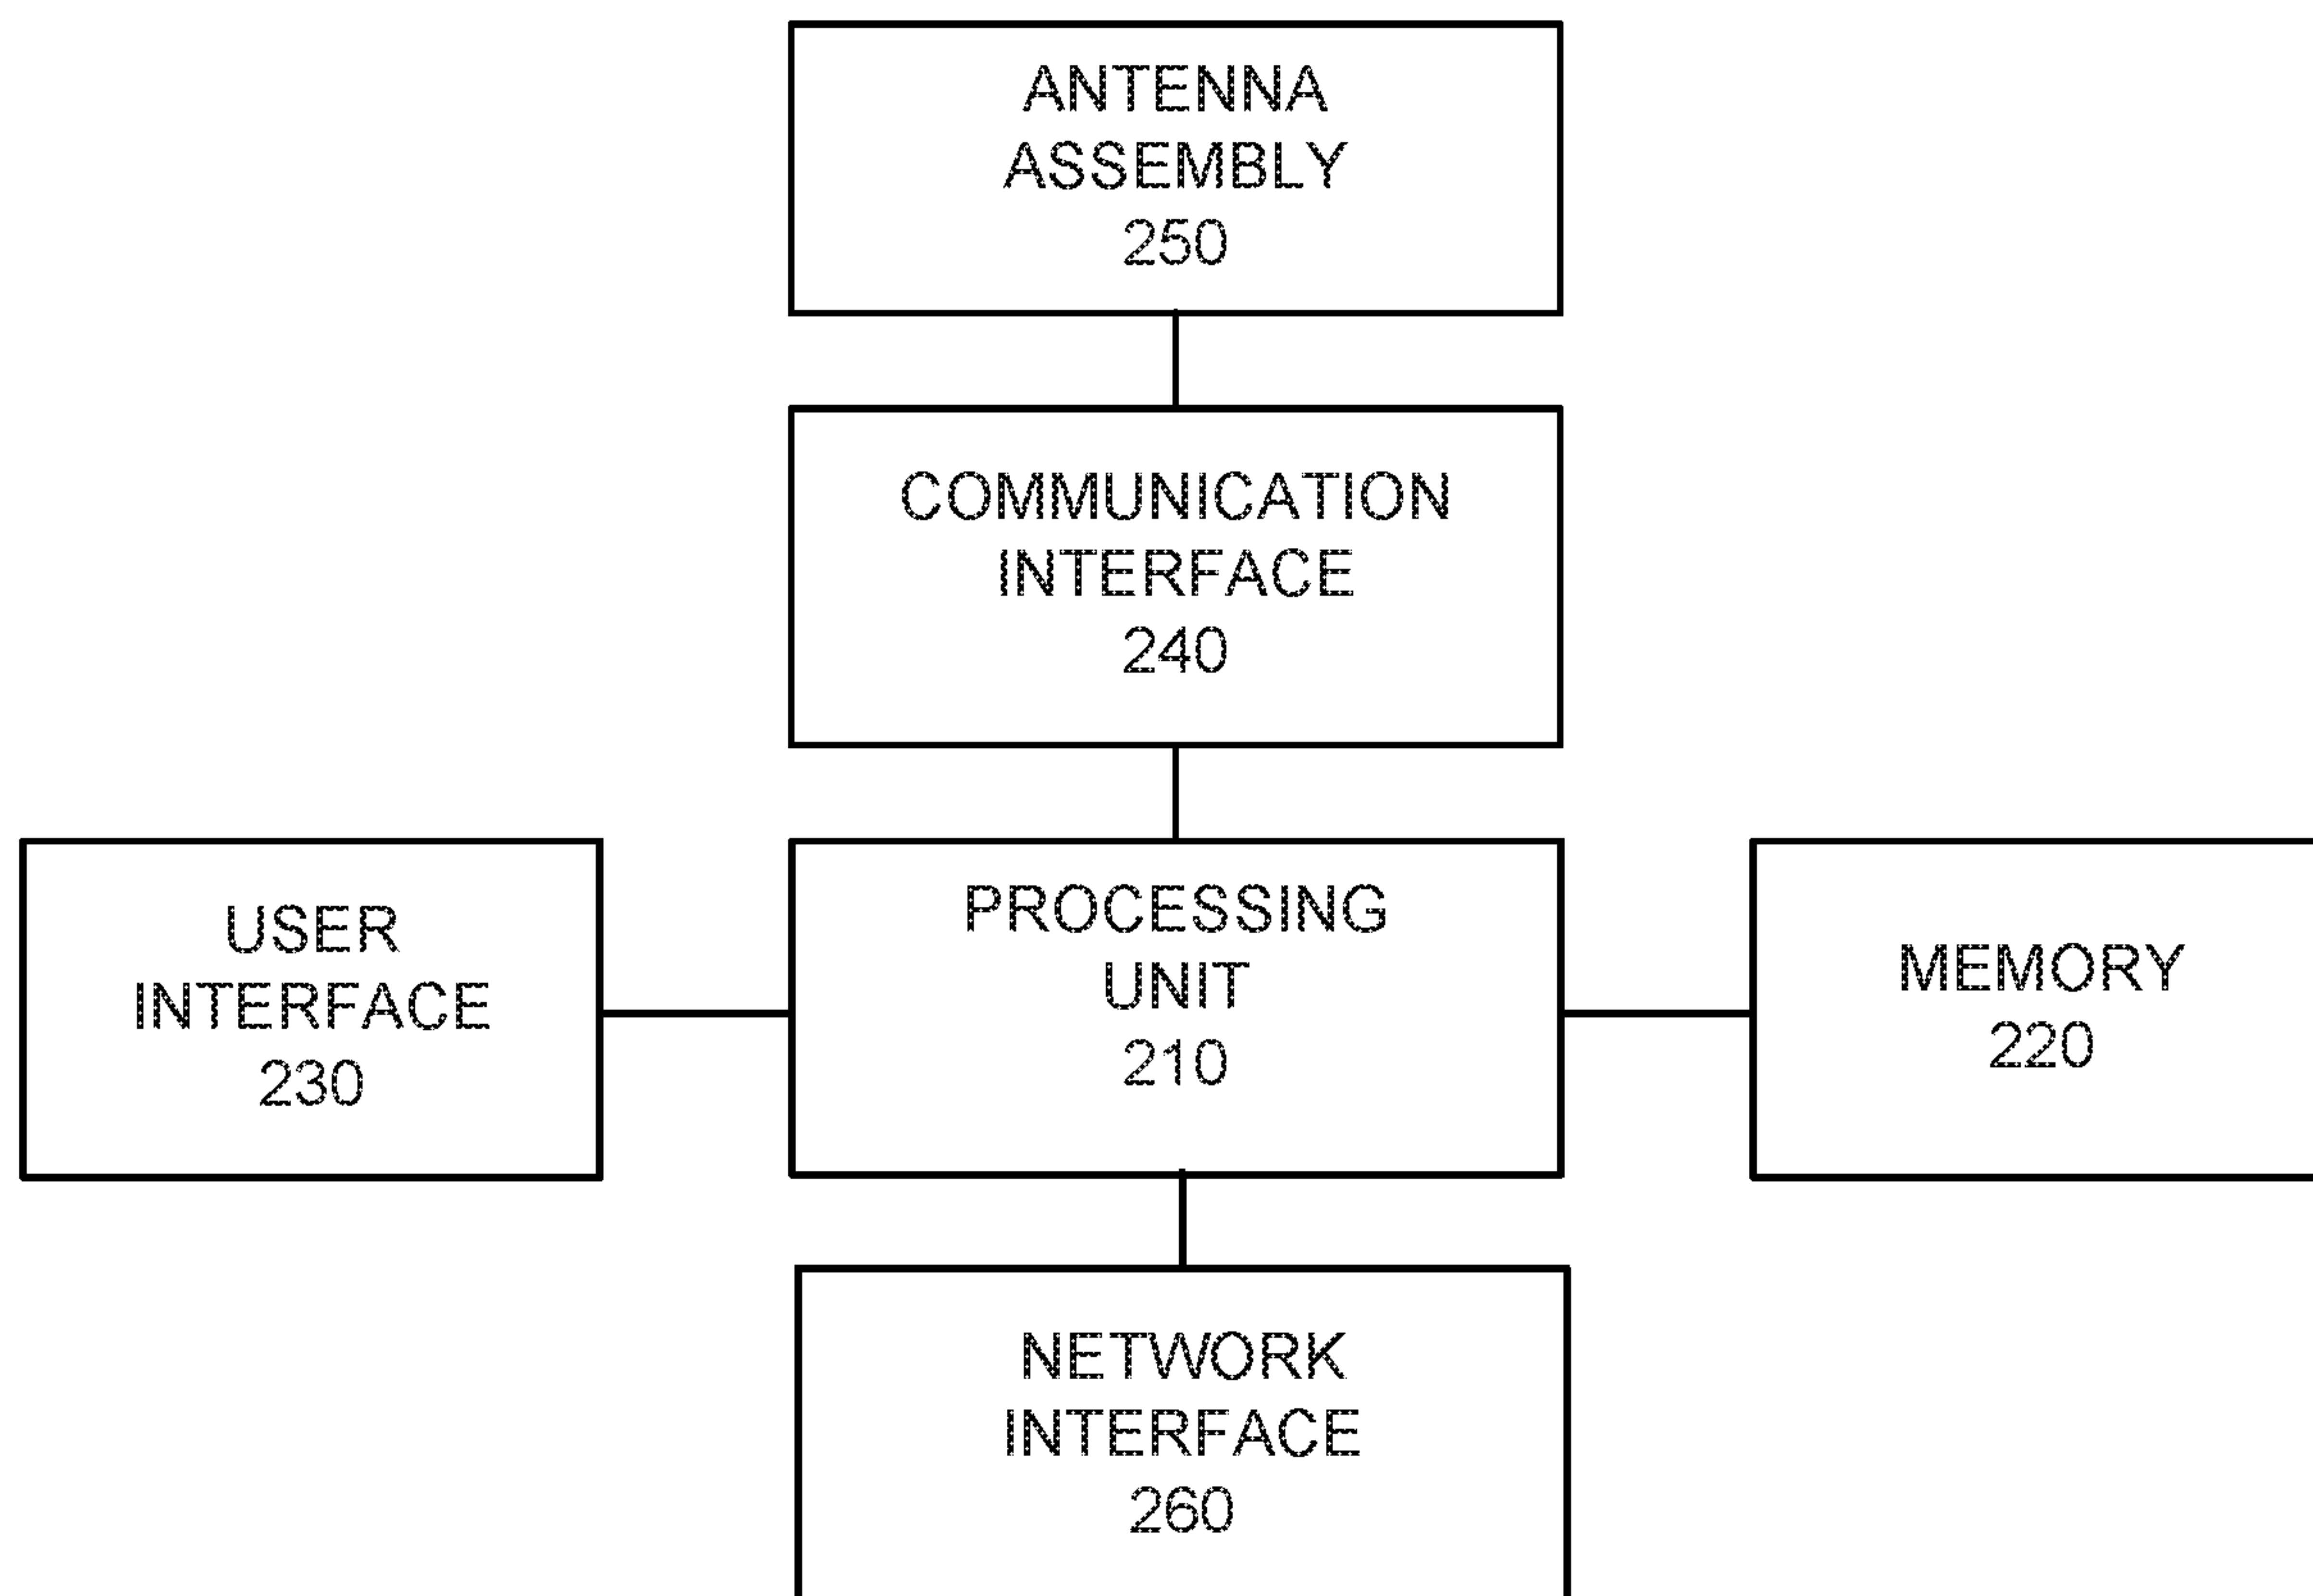 ANTENNA
ASSEMBLY
250
COMMUNICATION
INTERFACE
240
USER
INTERFACE
230
PROCESSING
UNIT
210
MEMORY
220
NETWORK
INTERFACE
260